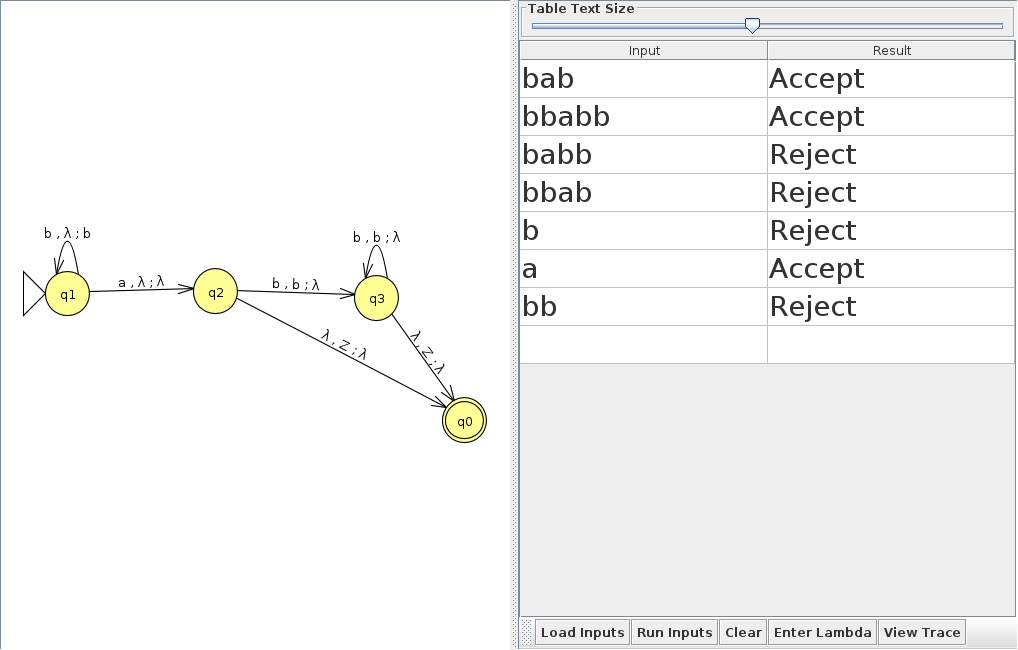 Table Text Size
Input Result
bab Accept
bbabb Accept
babb Reject
bbab Reject
b Reject
a Accept
bb Reject
b , λ ; b
b , b ; λ
a , λ ; λ
b , b ; λ
q1
q2
q3
λ , Z ; λ
λ , Z ; λ
q0
Load Inputs Run Inputs Clear Enter Lambda View Trace